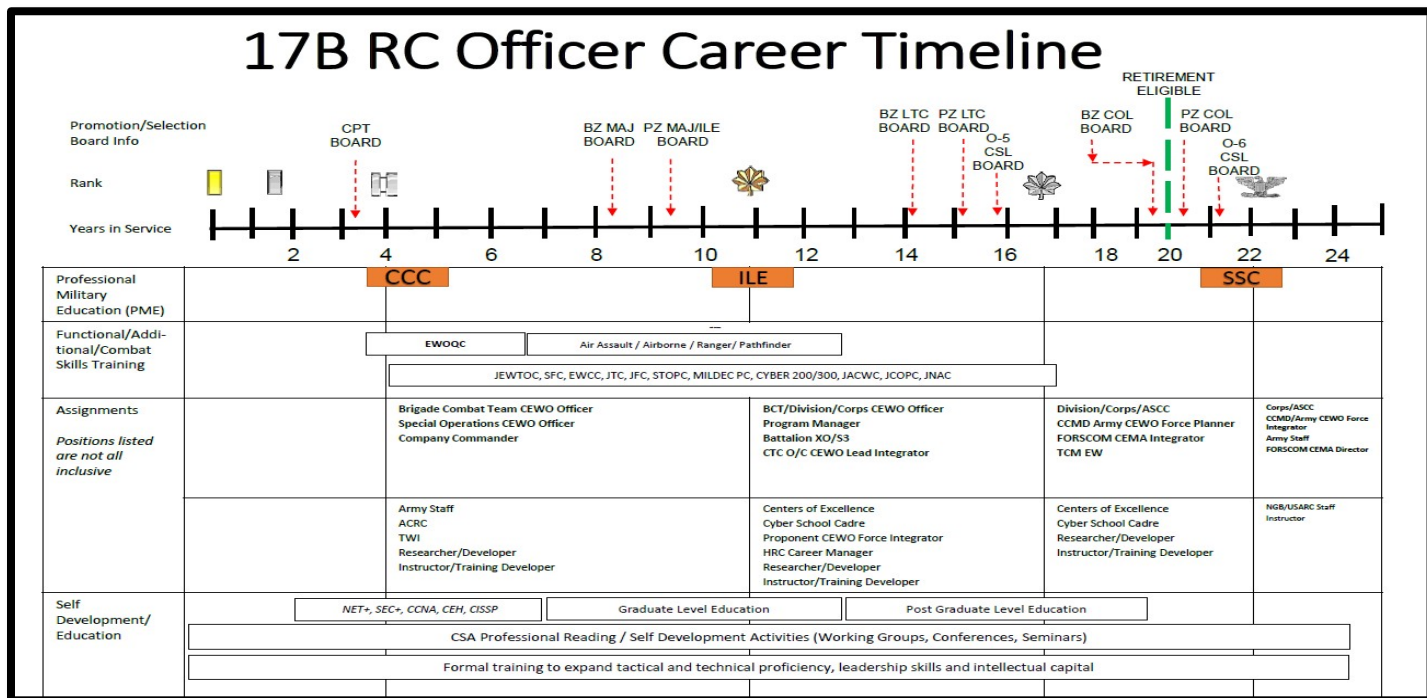 17B RC Officer Career Timeline
RETIREMENT
ELIGIBLE
Promotion/Selection
Board Info
CPT
BOARD
BZ MAJ
BOARD
PZ MAJ/ILE
BOARD
BZ LTC
BOARD
PZ LTC
BOARD
O-5
CSL
BOARD
BZ COL
BOARD
PZ COL
BOARD
O-6
CSL
BOARD
Rank
Years in Service
2 4 6 8 10 12 14 16 18 20 22 24
Professional
Military
Education (PME)
CCC
ILE
SSC
Functional/Addi-
tional/Combat
Skills Training
---
EWOQC
Air Assault / Airborne / Ranger/ Pathfinder
JEWTOC, SFC, EWCC, JTC, JFC, STOPC, MILDEC PC, CYBER 200/300, JACWC, JCOPC, JNAC
Assignments
Positions listed
are not all
inclusive
Brigade Combat Team CEWO Officer
Special Operations CEWO Officer
Company Commander
BCT/Division/Corps CEWO Officer
Program Manager
Battalion XO/S3
CTC O/C CEWO Lead Integrator
Division/Corps/ASCC
CCMD Army CEWO Force Planner
FORSCOM CEMA Integrator
TCM EW
Corps/ASCC
CCMD/Army CEWO Force
Integrator
Army Staff
FORSCOM CEMA Director
Army Staff
ACRC
TWI
Researcher/Developer
Instructor/Training Developer
Centers of Excellence
Cyber School Cadre
Proponent CEWO Force Integrator
HRC Career Manager
Researcher/Developer
Instructor/Training Developer
Centers of Excellence
Cyber School Cadre
Researcher/Developer
Instructor/Training Developer
NGB/USARC Staff
Instructor
Self
Development/
Education
NET+, SEC+, CCNA, CEH, CISSP
Graduate Level Education
Post Graduate Level Education
CSA Professional Reading / Self Development Activities (Working Groups, Conferences, Seminars)
Formal training to expand tactical and technical proficiency, leadership skills and intellectual capital